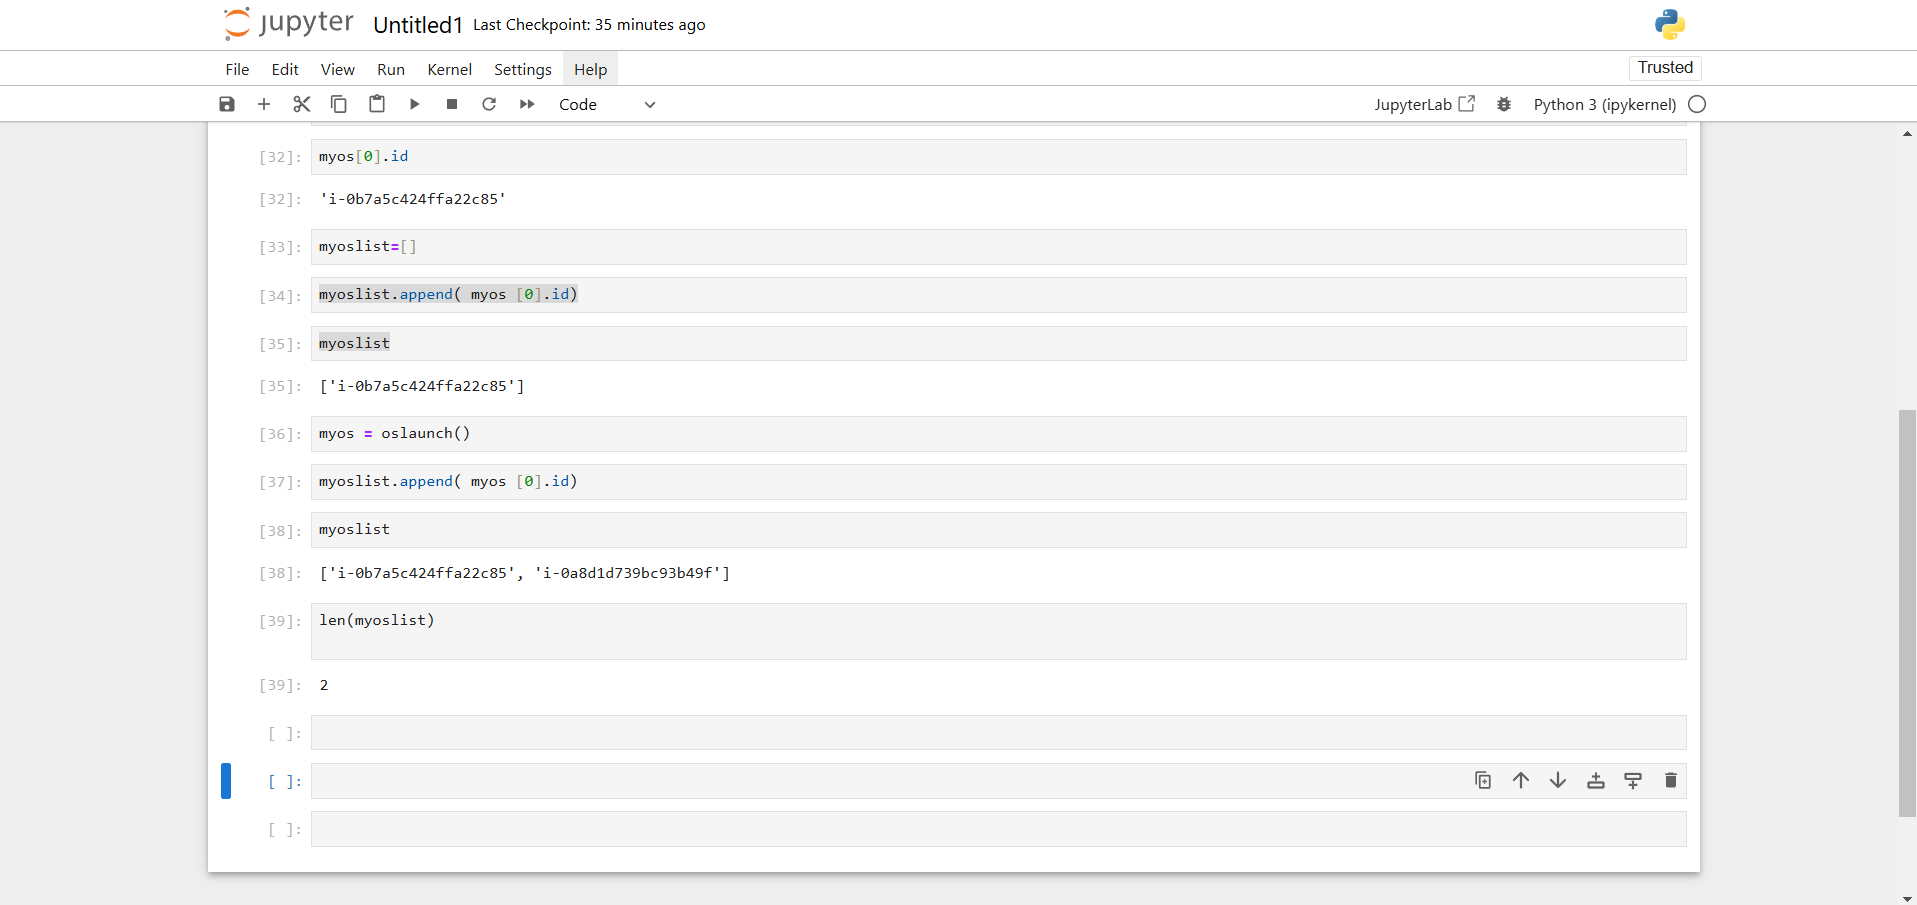 jupyter Untitled1 Last Checkpoint: 35 minutes ago
File Edit View Run Kernel Settings Help Trusted
Code JupyterLab Python 3 (ipykernel)
[32]: myos[0].id
[32]: 'i-0b7a5c424ffa22c85'
[33]: myoslist=[]
[34]: myoslist.append( myos [0].id)
[35]: myoslist
[35]: ['i-0b7a5c424ffa22c85']
[36]: myos = oslaunch()
[37]: myoslist.append( myos [0].id)
[38]: myoslist
[38]: ['i-0b7a5c424ffa22c85', 'i-0a8d1d739bc93b49f']
[39]: len(myoslist)
[39]: 2
[ ]:
[ ]:
[ ]: